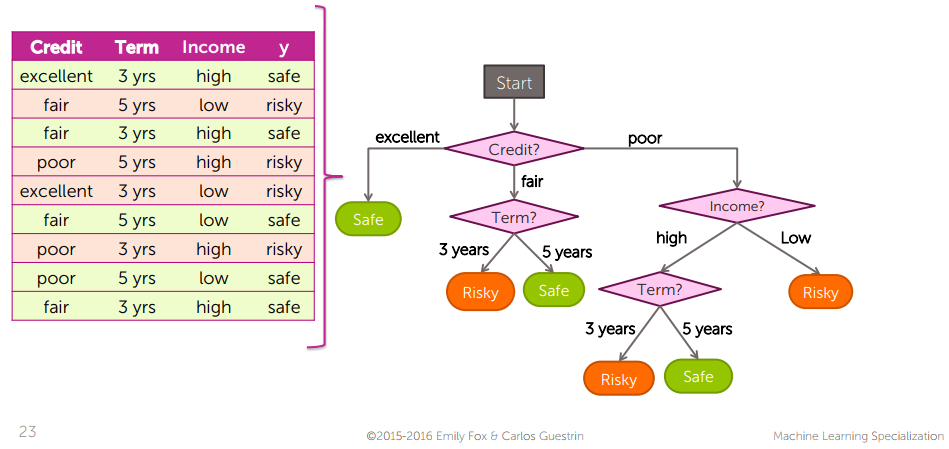 Credit Term Income y
excellent 3 yrs high safe
fair 5 yrs low risky
fair 3 yrs high safe
poor 5 yrs high risky
excellent 3 yrs low risky
fair 5 yrs low safe
poor 3 yrs high risky
poor 5 yrs low safe
fair 3 yrs high safe
Start
excellent
Credit?
poor
fair
Safe
Term?
Income?
3 years
5 years
high
Low
Risky
Safe
Term?
Risky
3 years
5 years
Risky
Safe
23
©2015-2016 Emily Fox & Carlos Guestrin
Machine Learning Specialization